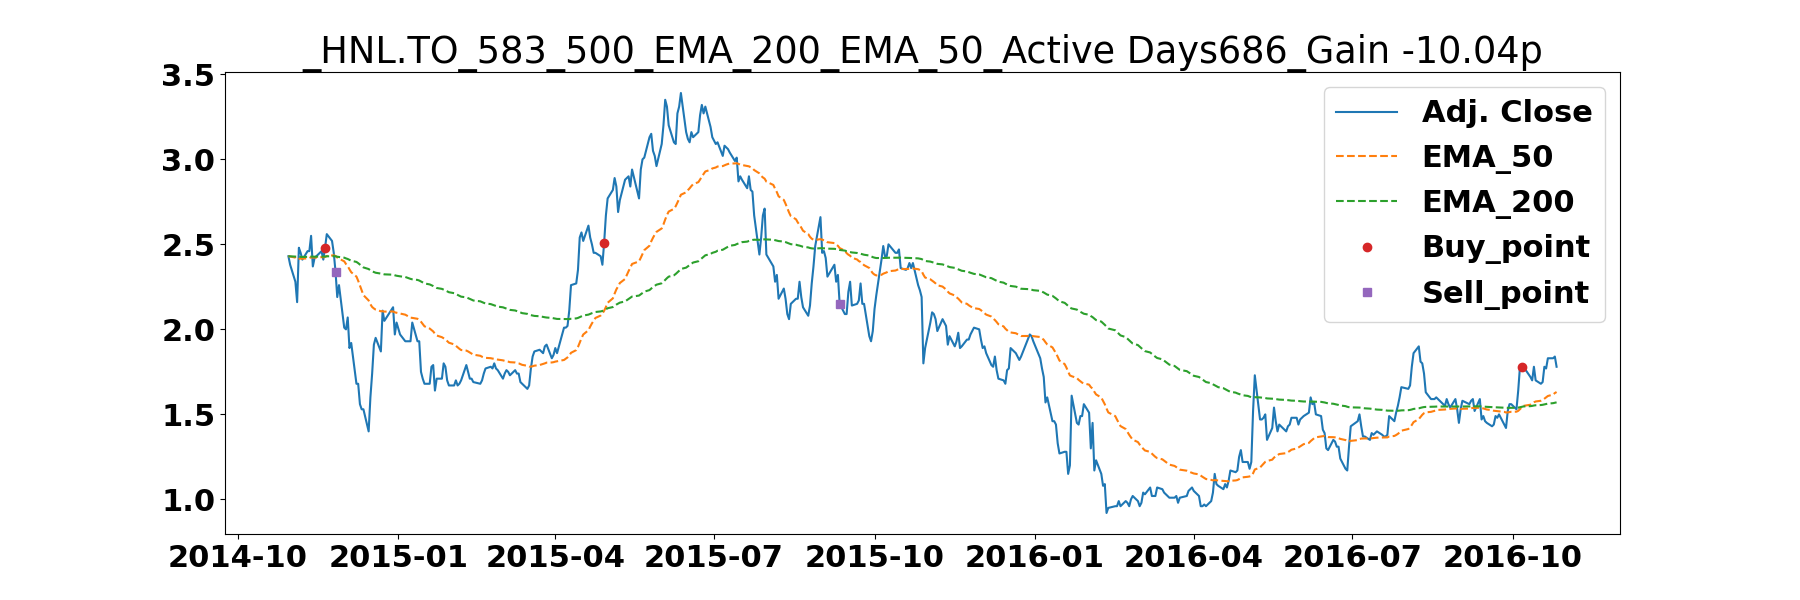 _HNL.TO_583_500_EMA_200_EMA_50_Active Days686_Gain -10.04p
3.5
3.0
2.5
2.0
1.5
1.0
Adj. Close
EMA_50
EMA_200
Buy_point
Sell_point
2014-10 2015-01 2015-04 2015-07 2015-10 2016-01 2016-04 2016-07 2016-10